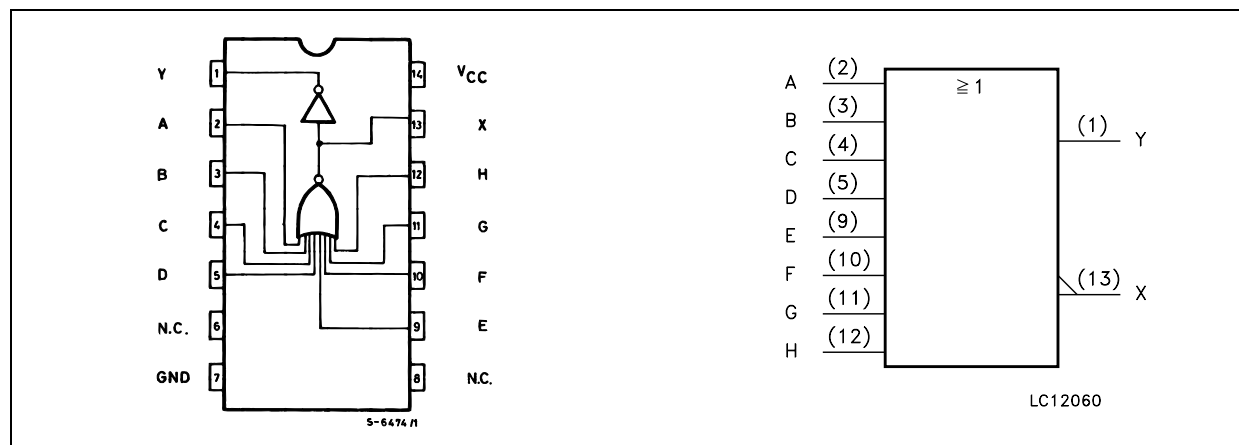 Y 1 14 VCC
A 2 13 X
B 3 12 H
C 4 11 G
D 5 10 F
N.C. 6 9 E
GND 7 8 N.C.
S-6474/1
≧ 1
A (2)
B (3)
C (4)
D (5)
E (9)
F (10)
G (11)
H (12)
(1) Y
(13) X
LC12060